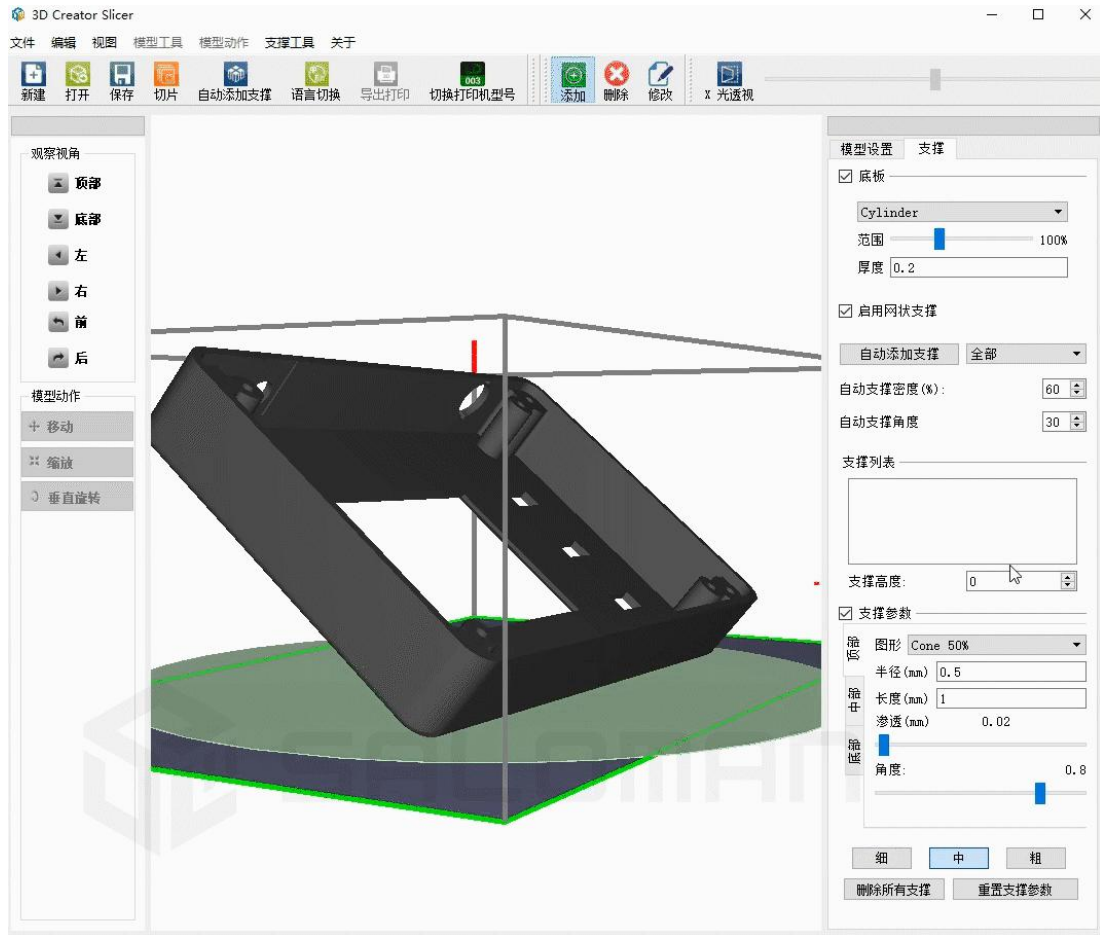 3D Creator Slicer
文件 编辑 视图 模型工具 模型动作 支撑工具 关于
新建 打开 保存 切片 自动添加支撑 语言切换 导出打印 003 切换打印机型号 添加 删除 修改 X 光透视
观察视角
顶部
底部
左
右
前
后
模型动作
移动
缩放
垂直旋转
模型设置 支撑
底板
Cylinder
范围 100%
厚度 0.2
启用网状支撑
自动添加支撑 全部
自动支撑密度(%): 60
自动支撑角度 30
支撑列表
支撑高度: 0
支撑参数
顶部
中部
底部
图形 Cone 50%
半径(mm) 0.5
长度(mm) 1
渗透(mm) 0.02
角度: 0.8
细 中 粗
删除所有支撑 重置支撑参数